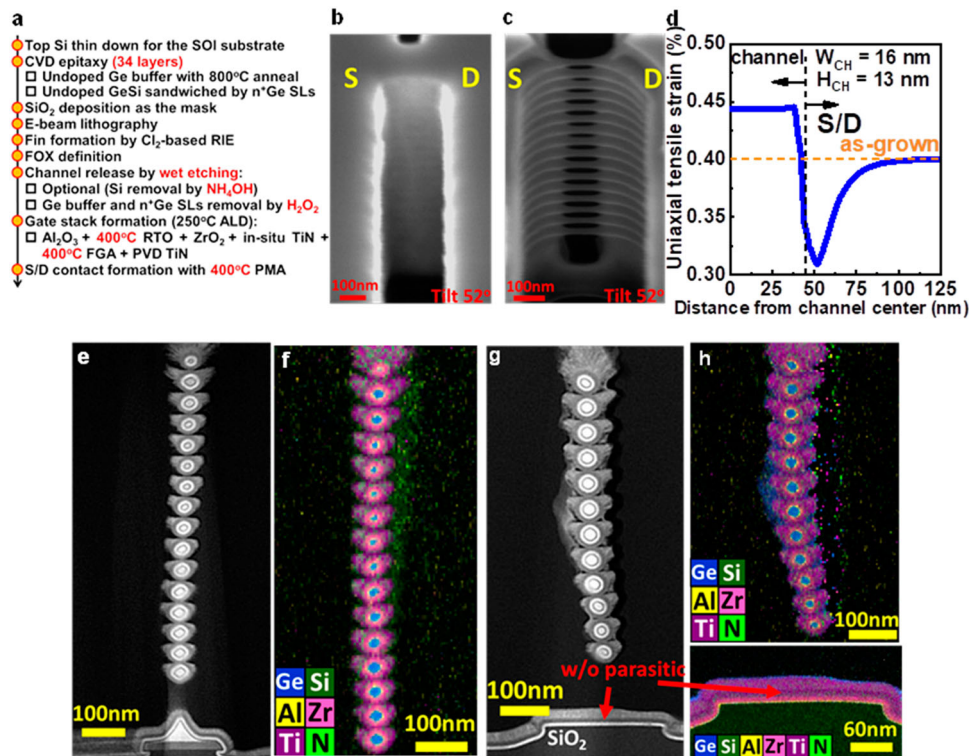 a
Top Si thin down for the SOI substrate
CVD epitaxy (34 layers)
Undoped Ge buffer with 800°C anneal
Undoped GeSi sandwiched by n⁺Ge SLs
SiO₂ deposition as the mask
E-beam lithography
Fin formation by Cl₂-based RIE
FOX definition
Channel release by wet etching:
Optional (Si removal by NH₄OH)
Ge buffer and n⁺Ge SLs removal by H₂O₂
Gate stack formation (250°C ALD):
Al₂O₃ + 400°C RTO + ZrO₂ + in-situ TiN +
400°C FGA + PVD TiN
S/D contact formation with 400°C PMA
b
S D
100nm Tilt 52°
c
S D
100nm Tilt 52°
d
Uniaxial tensile strain (%)
0.50
0.45
0.40
0.35
0.30
channel
W_CH = 16 nm
H_CH = 13 nm
S/D
as-grown
0 25 50 75 100 125
Distance from channel center (nm)
e
100nm
f
Ge Si
Al Zr
Ti N
100nm
g
w/o parasitic
100nm
SiO₂
h
Ge Si
Al Zr
Ti N
100nm
60nm
Ge Si Al Zr Ti N